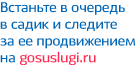 Встаньте в очередь
в садик и следите
за ее продвижением
на gosuslugi.ru